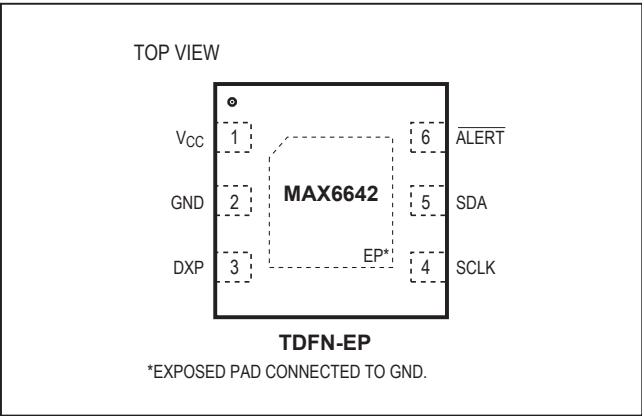 TOP VIEW
VCC 1 6 ALERT
MAX6642
GND 2 5 SDA
EP*
DXP 3 4 SCLK
TDFN-EP
*EXPOSED PAD CONNECTED TO GND.